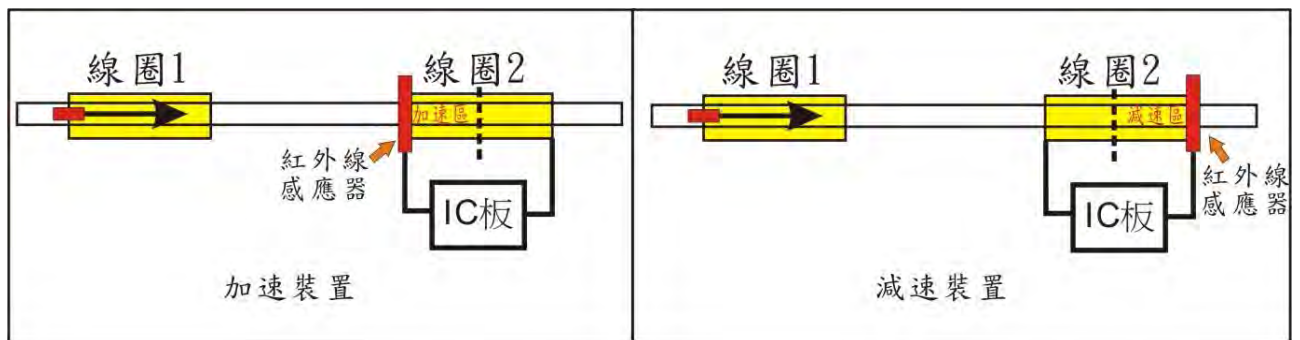 線圈1
線圈2
加速區
紅外線
感應器
IC板
加速裝置
線圈1
線圈2
減速區
紅外線
感應器
IC板
減速裝置